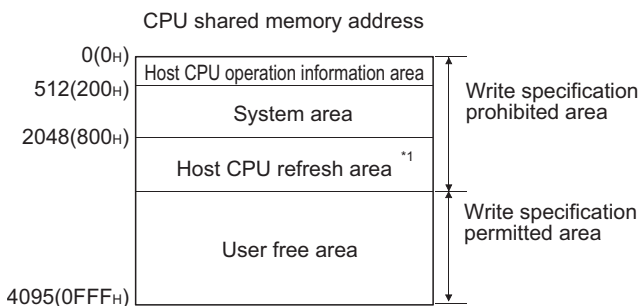 CPU shared memory address
0(0H)
Host CPU operation information area
512(200H)
System area
2048(800H)
Host CPU refresh area *1
User free area
4095(0FFFH)
Write specification
prohibited area
Write specification
permitted area